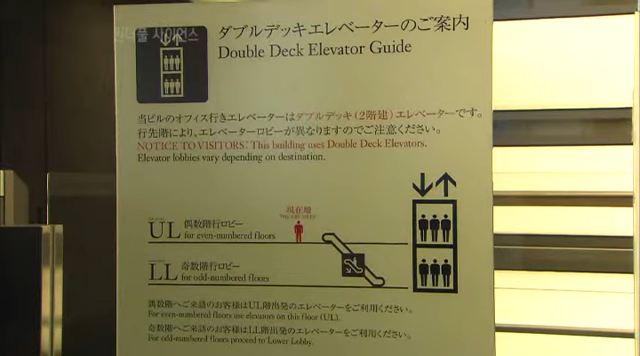 ダブルデッキエレベーターのご案内
Double Deck Elevator Guide
当ビルのオフィス行きエレベーターはダブルデッキ（2階建）エレベーターです。
行先階により、エレベーターロビーが異なりますのでご注意ください。
NOTICE TO VISITORS: This building uses Double Deck Elevators.
Elevator lobbies vary depending on destination.
現在地
YOU ARE HERE
UL 偶数階行ロビー
for even-numbered floors
LL 奇数階行ロビー
for odd-numbered floors
偶数階へご来訪のお客様はUL階出発のエレベーターをご利用ください。
For even-numbered floors use elevators on this floor (UL).
奇数階へご来訪のお客様はLL階出発のエレベーターをご利用ください。
For odd-numbered floors proceed to Lower Lobby.
사이언스